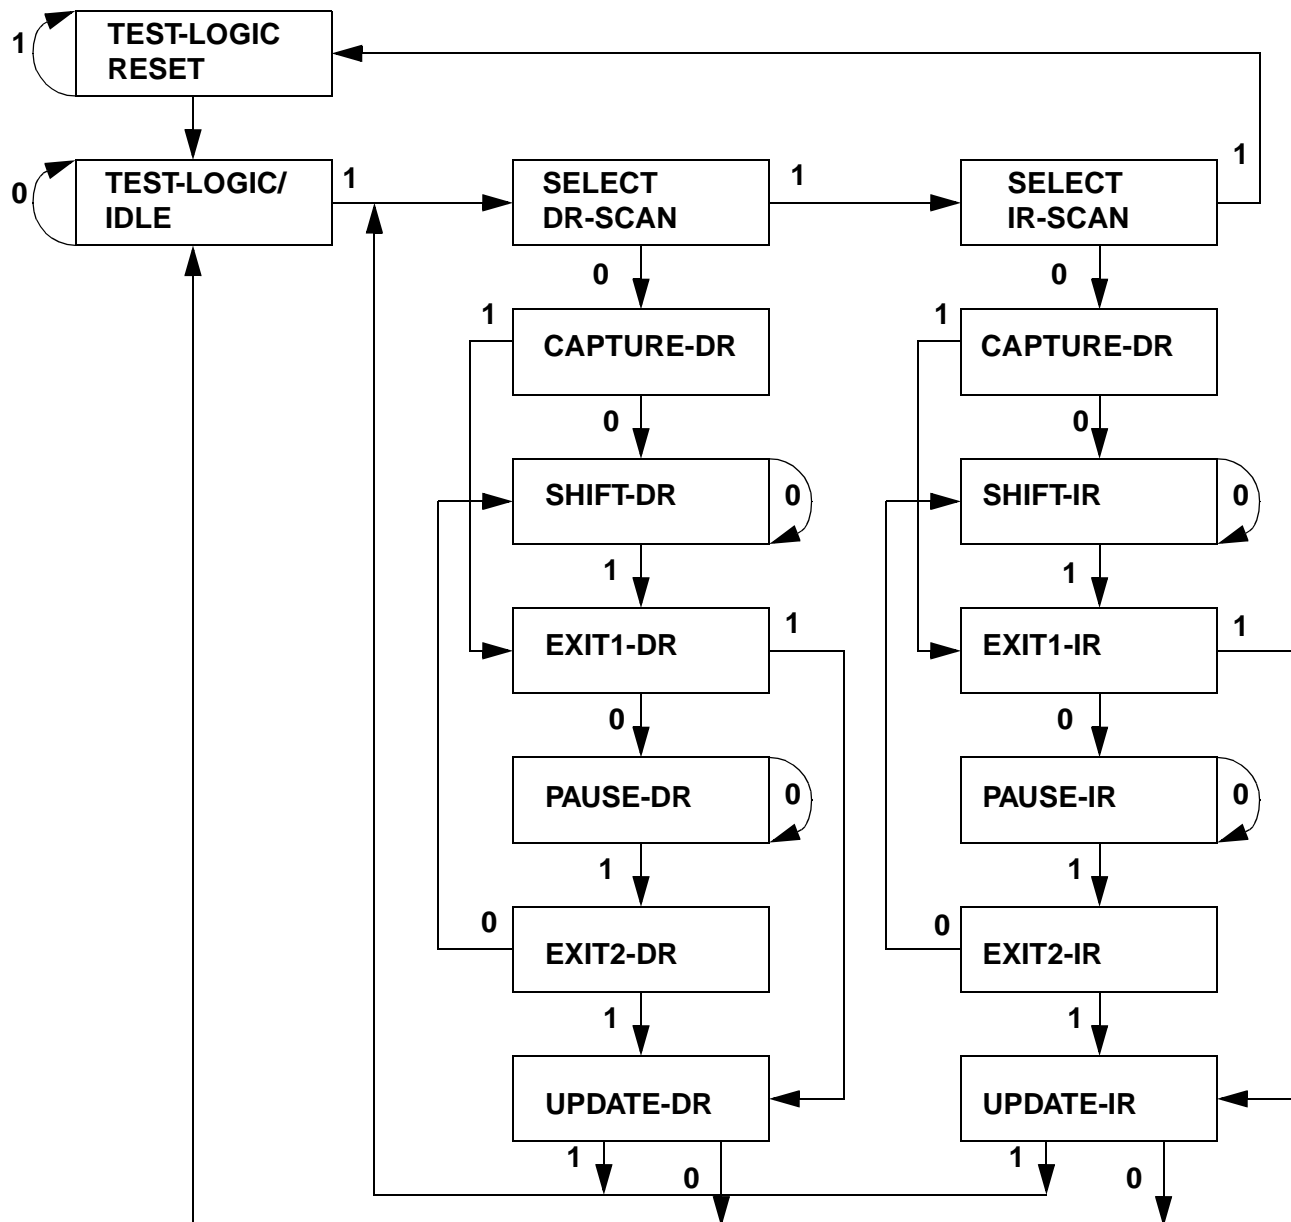 1
TEST-LOGIC
RESET
0
TEST-LOGIC/
IDLE
1
SELECT
DR-SCAN
1
SELECT
IR-SCAN
1
0
0
1
CAPTURE-DR
1
CAPTURE-DR
0
0
SHIFT-DR
0
SHIFT-IR
0
1
1
EXIT1-DR
1
EXIT1-IR
1
0
0
PAUSE-DR
0
PAUSE-IR
0
1
1
0
EXIT2-DR
0
EXIT2-IR
1
1
UPDATE-DR
UPDATE-IR
1
0
1
0